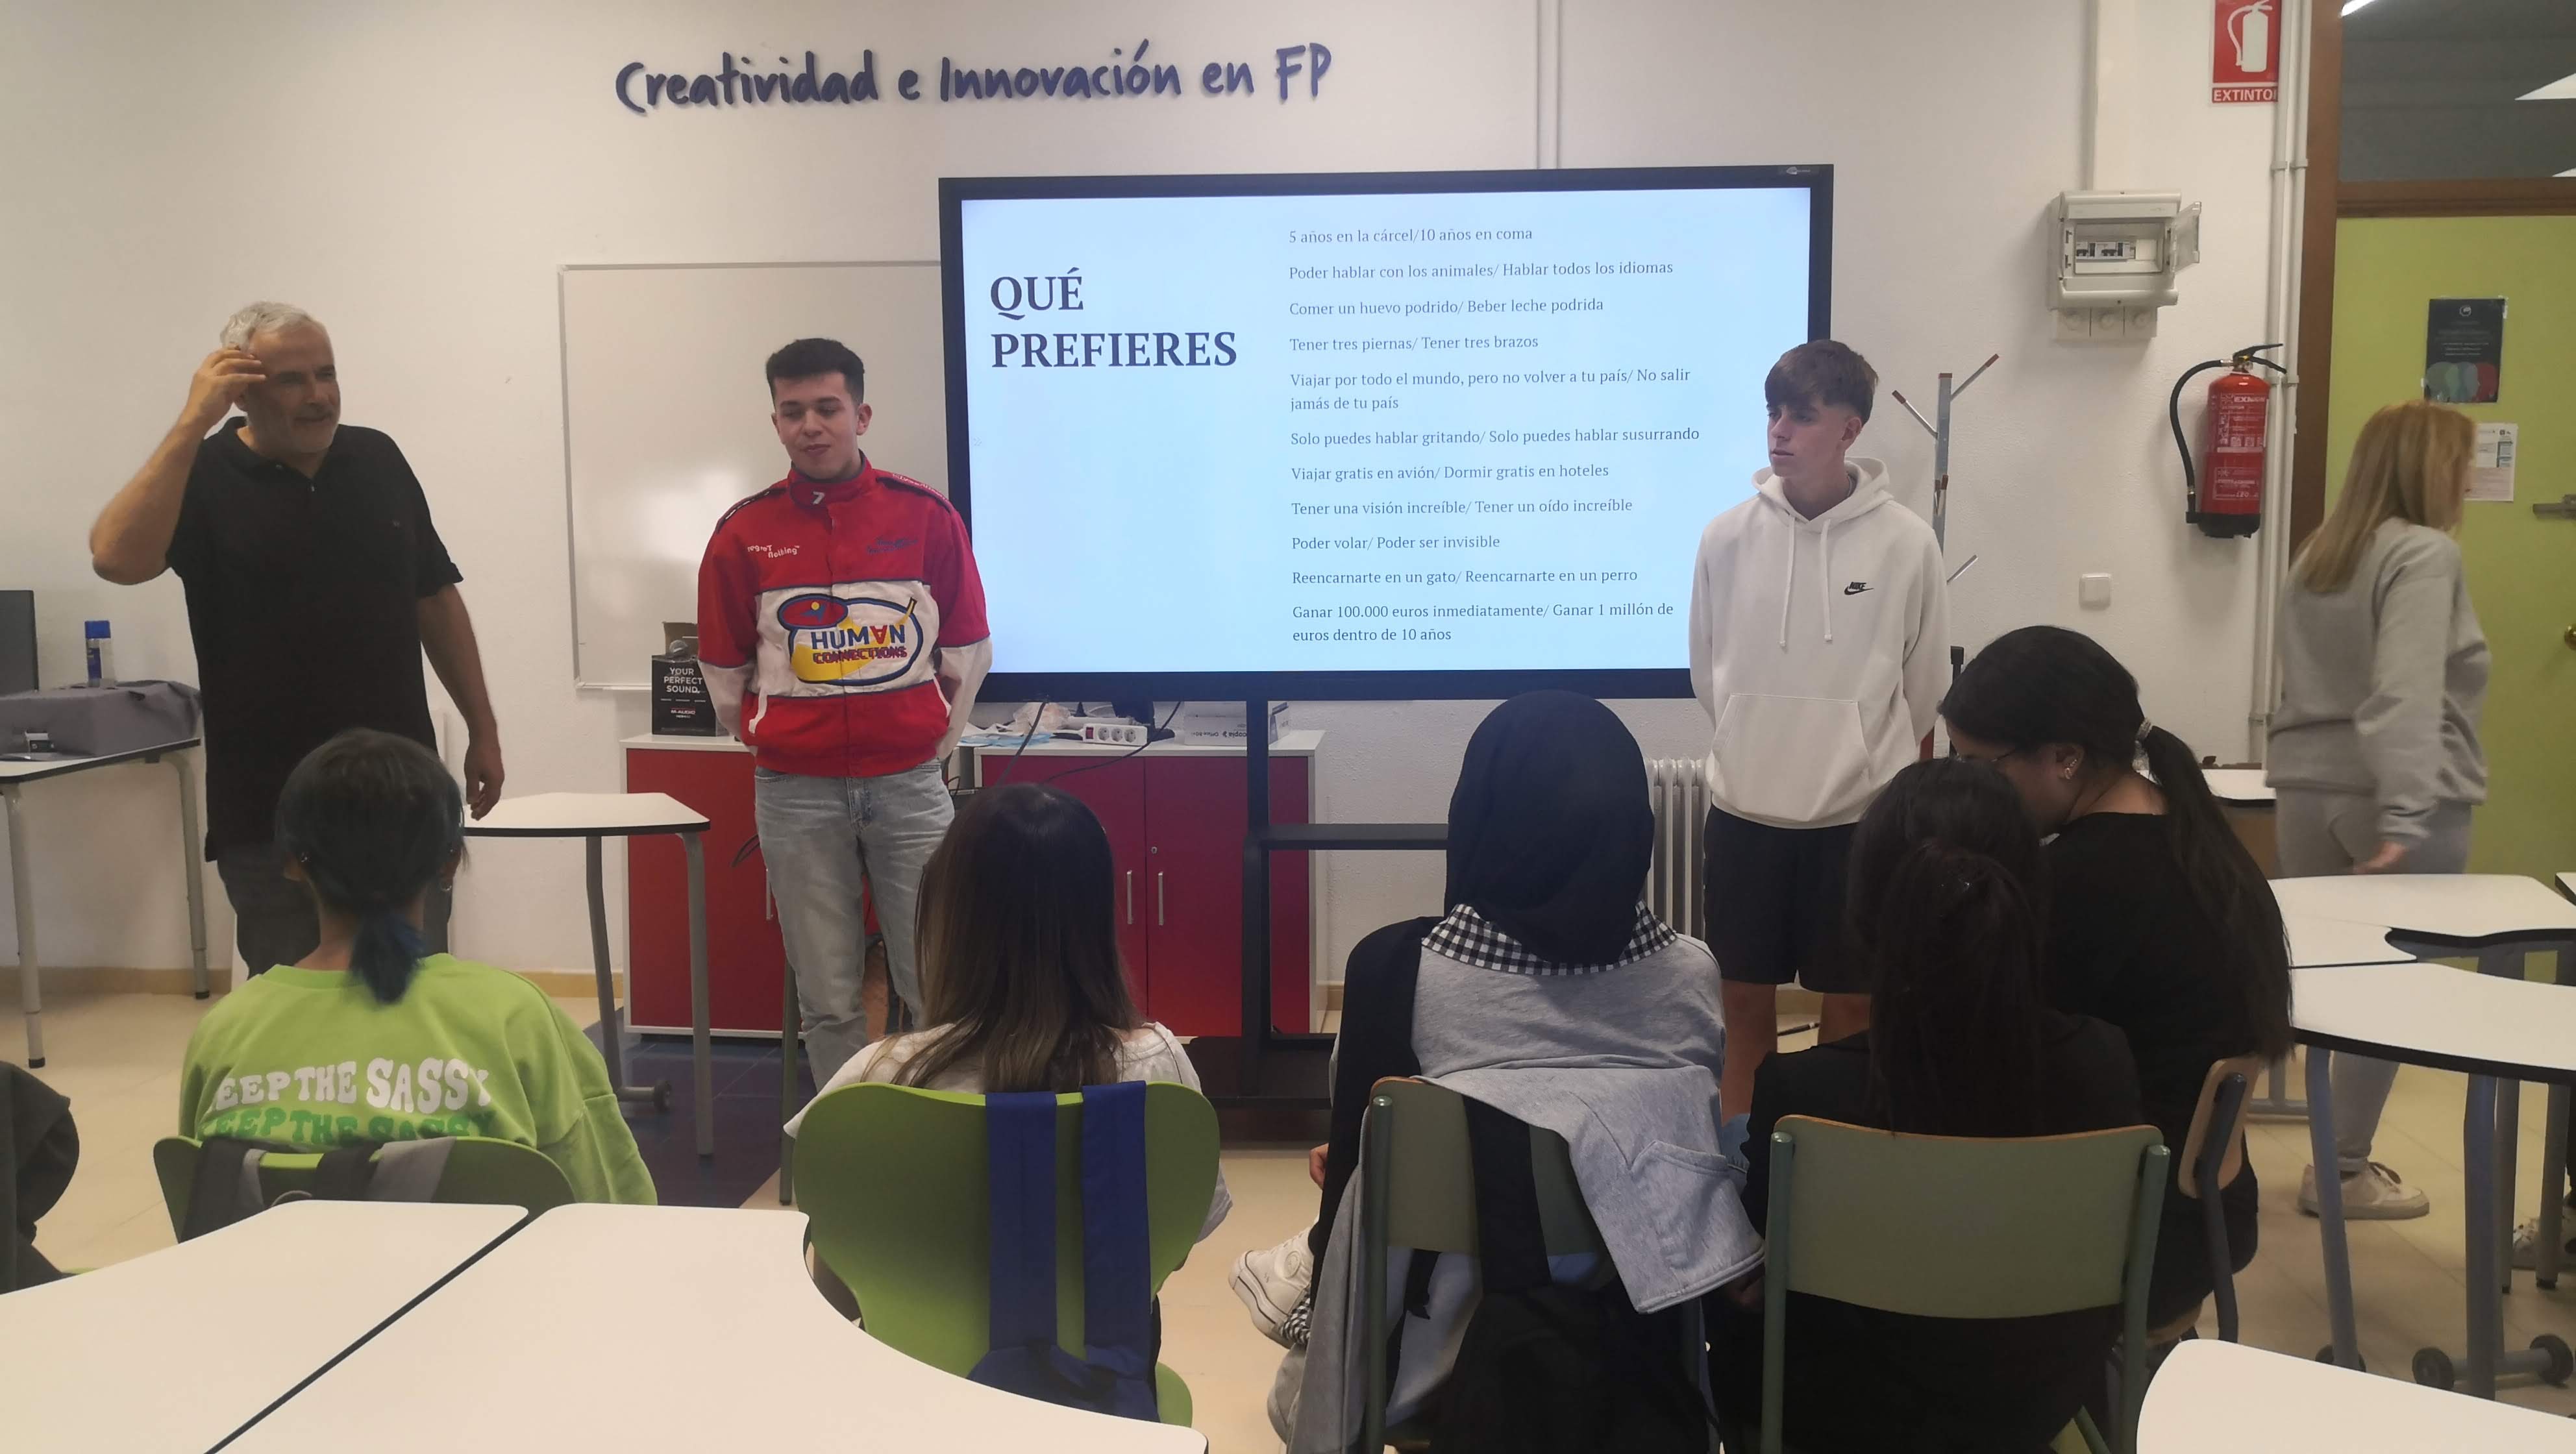 Creatividad e Innovación en FP
EXTINTO
QUÉ
PREFIERES
5 años en la cárcel/10 años en coma
Poder hablar con los animales/ Hablar todos los idiomas
Comer un huevo podrido/ Beber leche podrida
Tener tres piernas/ Tener tres brazos
Viajar por todo el mundo, pero no volver a tu país/ No salir
jamás de tu país
Solo puedes hablar gritando/ Solo puedes hablar susurrando
Viajar gratis en avión/ Dormir gratis en hoteles
Tener una visión increíble/ Tener un oído increíble
Poder volar/ Poder ser invisible
Reencarnarte en un gato/ Reencarnarte en un perro
Ganar 100.000 euros inmediatamente/ Ganar 1 millón de
euros dentro de 10 años
7
regret
nothing
HUMAN
CONNECTIONS
NIKE
YOUR
PERFECT
SOUND.
EEP THE SASSY
EEP THE SASSY